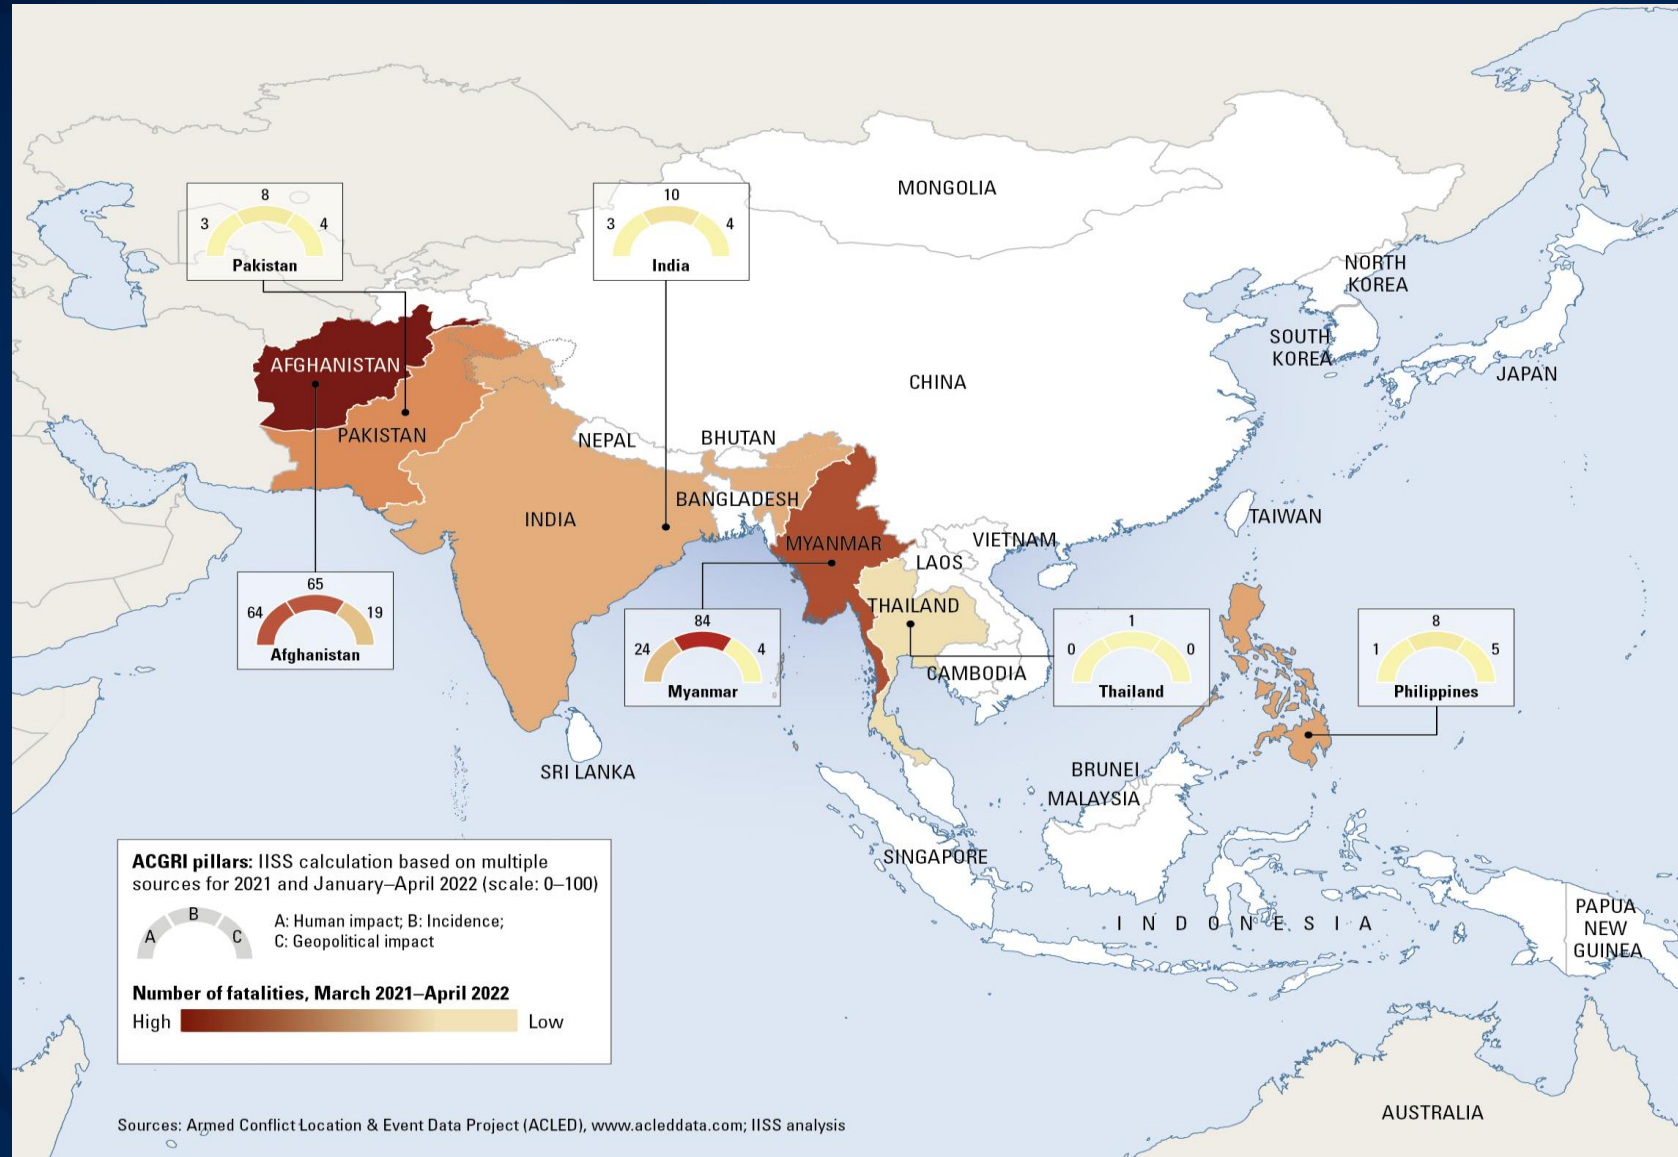 MONGOLIA
8
3
4
Pakistan
10
3
4
India
NORTH
KOREA
SOUTH
KOREA
JAPAN
AFGHANISTAN
CHINA
PAKISTAN
NEPAL
BHUTAN
BANGLADESH
INDIA
TAIWAN
MYANMAR
VIETNAM
LAOS
THAILAND
CAMBODIA
65
64
19
Afghanistan
84
24
4
Myanmar
1
0
0
Thailand
8
1
5
Philippines
SRI LANKA
BRUNEI
MALAYSIA
SINGAPORE
INDONESIA
PAPUA
NEW
GUINEA
AUSTRALIA
ACGRI pillars: IISS calculation based on multiple
sources for 2021 and January–April 2022 (scale: 0–100)
B
A
C
A: Human impact; B: Incidence;
C: Geopolitical impact
Number of fatalities, March 2021–April 2022
High
Low
Sources: Armed Conflict Location & Event Data Project (ACLED), www.acleddata.com; IISS analysis